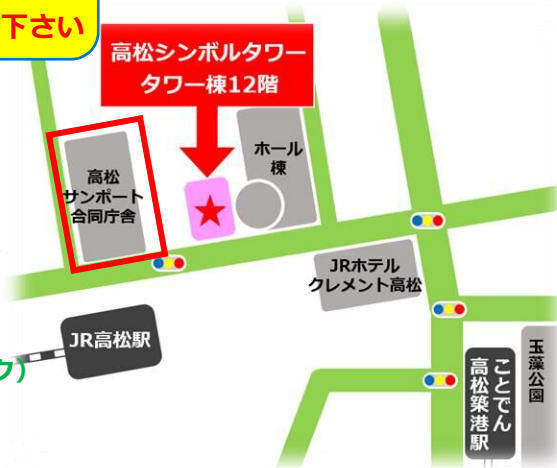 下さい
高松シンボルタワー
タワー棟12階
ホール
棟
高松
サンポート
合同庁舎
JRホテル
クレメント高松
JR高松駅
ク）
ことでん
高松築港駅
玉藻公園